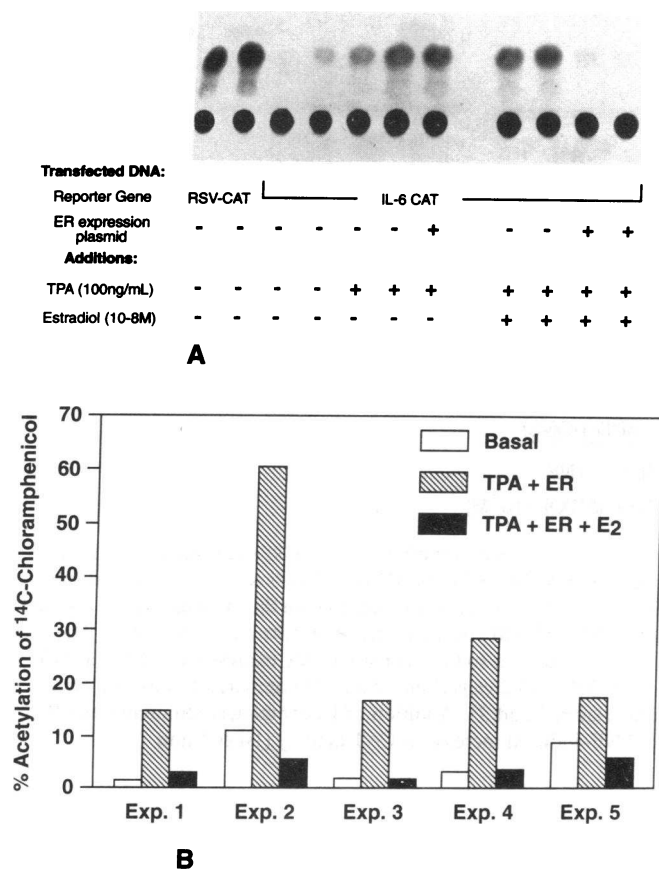 Transfected DNA:
Reporter Gene RSV-CAT IL-6 CAT
ER expression
plasmid - - - - - - + - - + +
Additions:
TPA (100ng/mL) - - - - + + + + + + +
Estradiol (10-8M) - - - - - - - + + + +
A
% Acetylation of 14C-Chloramphenicol
70
60
50
40
30
20
10
0
Basal
TPA + ER
TPA + ER + E2
Exp. 1 Exp. 2 Exp. 3 Exp. 4 Exp. 5
B